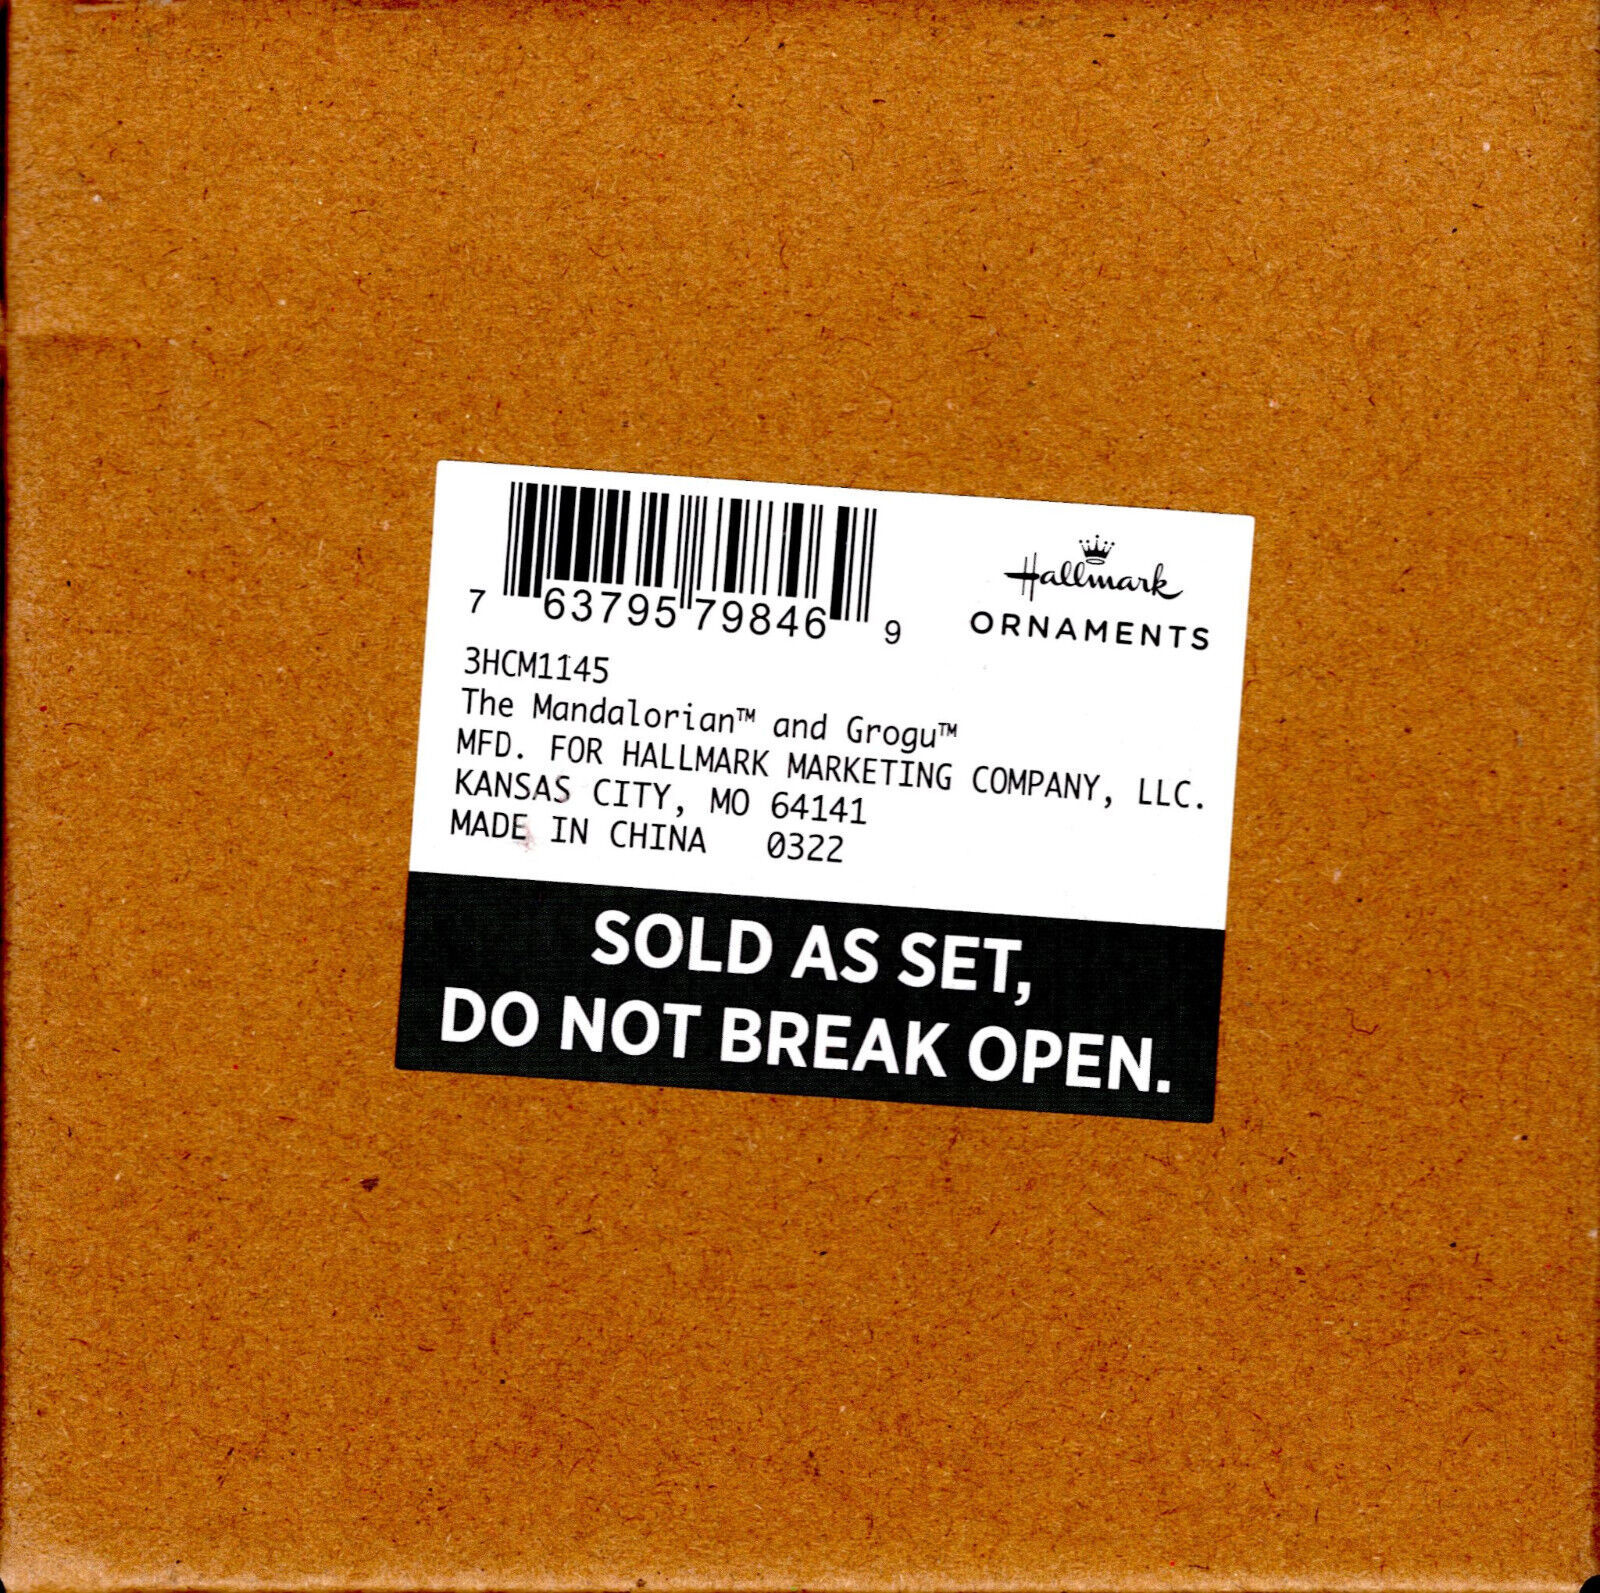 7 63795 79846 9
Hallmark
ORNAMENTS
3HCM1145
The Mandalorian™ and Grogu™
MFD. FOR HALLMARK MARKETING COMPANY, LLC.
KANSAS CITY, MO 64141
MADE IN CHINA 0322
SOLD AS SET,
DO NOT BREAK OPEN.